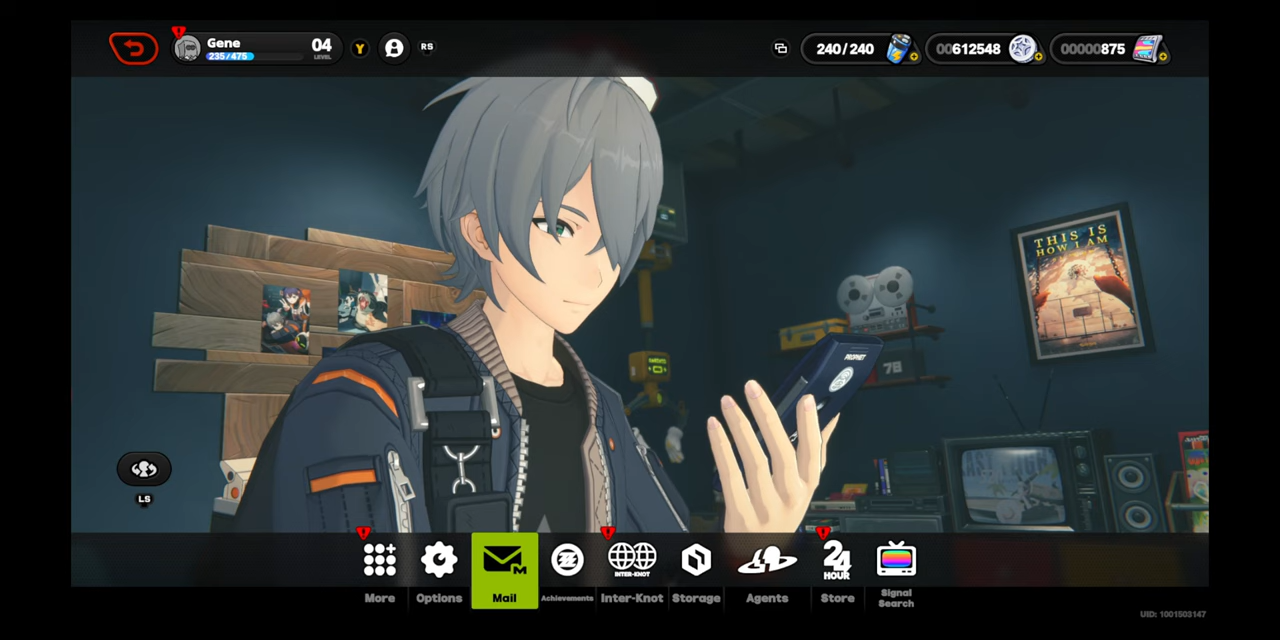 Gene
235/475
04
LEVEL
Y
RS
240/240
00612548
00000875
THIS IS
HOW I AM
PROPHET
78
LS
INTER-KNOT
24
HOUR
M
More
Options
Mail
Achievements
Inter-Knot
Storage
Agents
Store
Signal
Search
UID: 1001503147